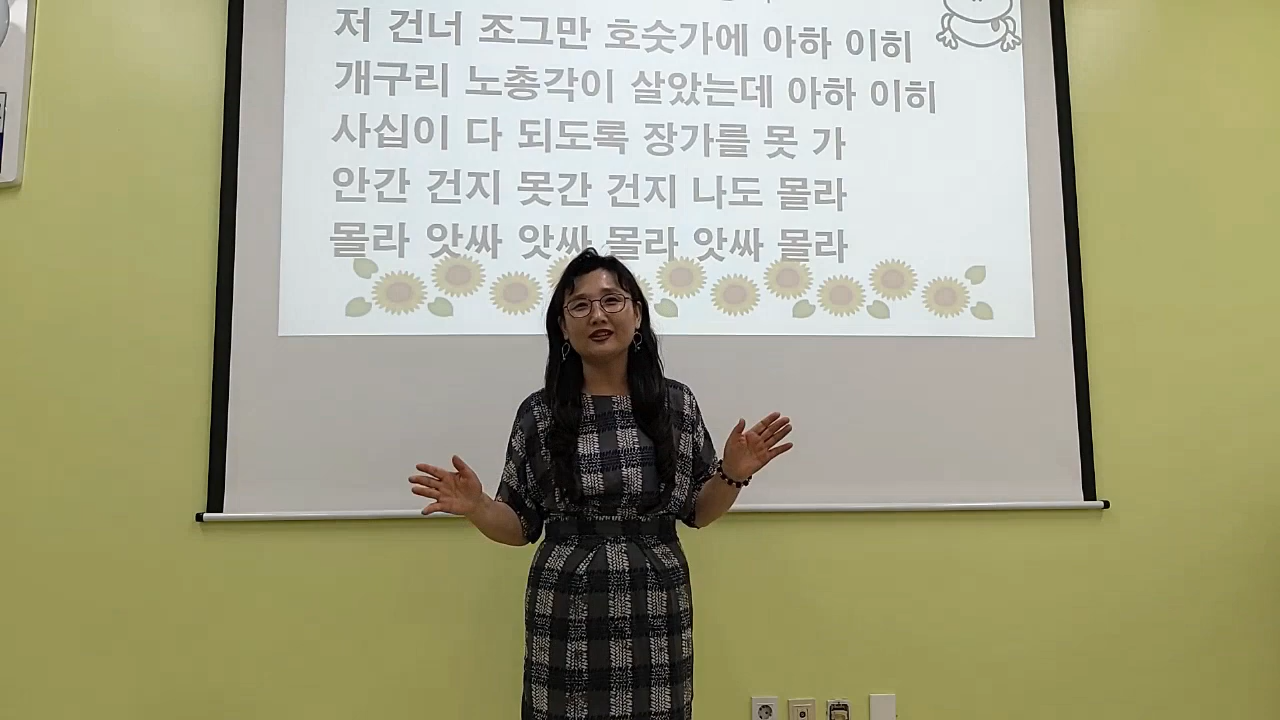 저 건너 조그만 호숫가에 아하 이히
개구리 노총각이 살았는데 아하 이히
사십이 다 되도록 장가를 못 가
안간 건지 못간 건지 나도 몰라
몰라 앗싸 앗싸 몰라 앗싸 몰라